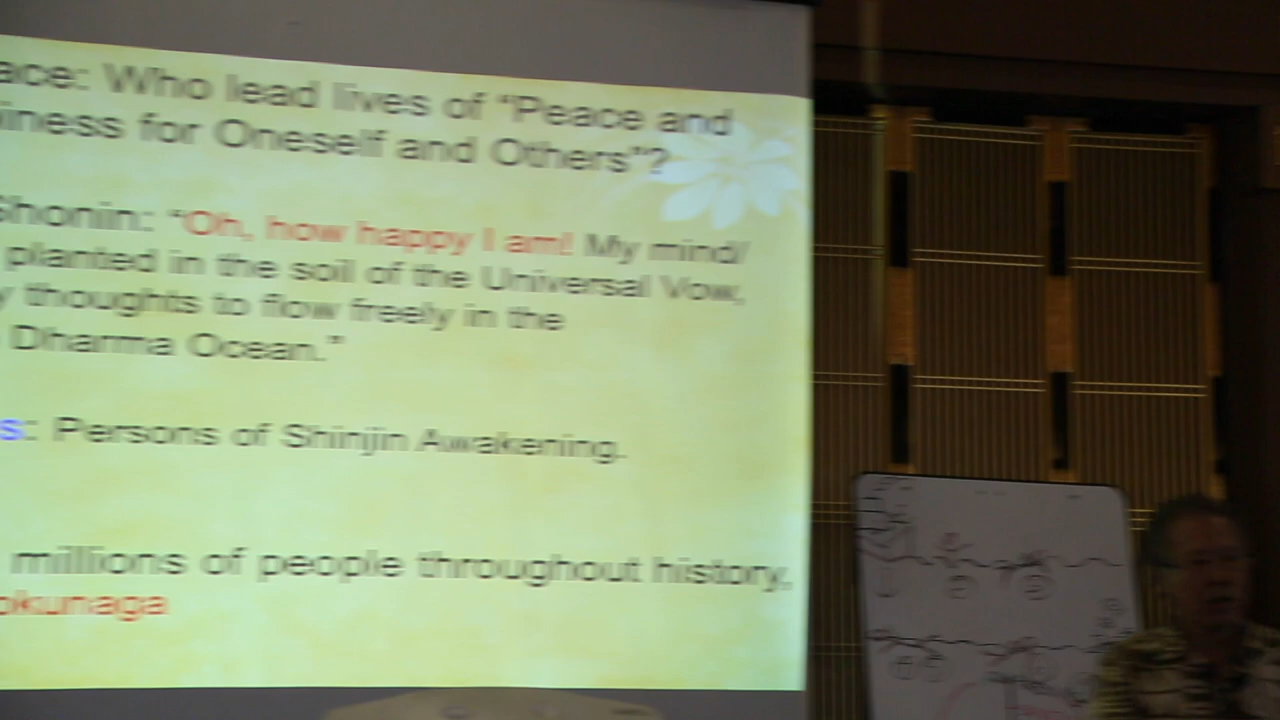 ace: Who lead lives of “Peace and
iness for Oneself and Others”?
Shonin: “Oh, how happy I am! My mind/
planted in the soil of the Universal Vow,
y thoughts to flow freely in the
Dharma Ocean.”
s: Persons of Shinjin Awakening.
millions of people throughout history,
okunaga